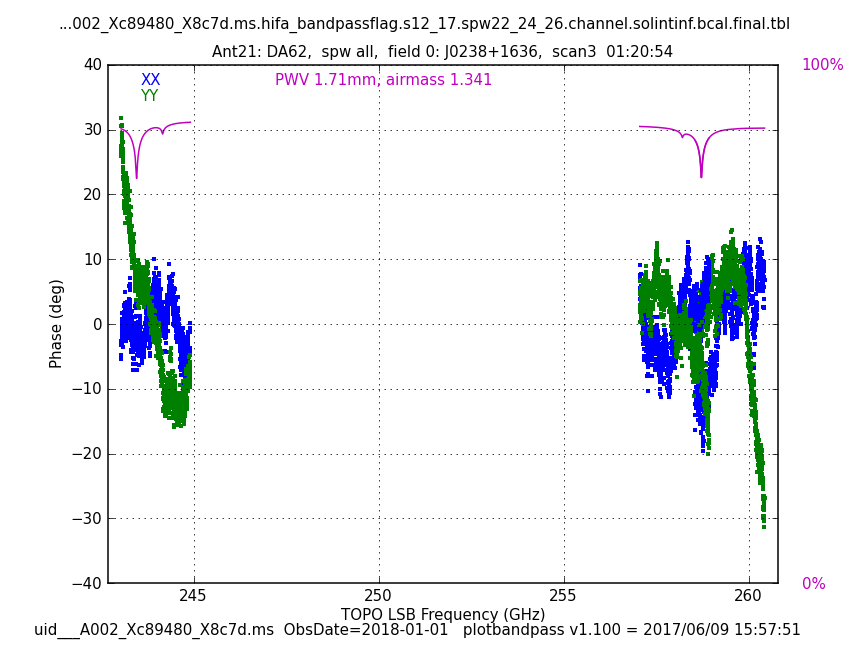 ...002_Xc89480_X8c7d.ms.hifa_bandpassflag.s12_17.spw22_24_26.channel.solintinf.bcal.final.tbl
Ant21: DA62,  spw all,  field 0: J0238+1636,  scan3  01:20:54
XX
YY
PWV 1.71mm, airmass 1.341
100%
0%
40
30
20
10
0
−10
−20
−30
−40
Phase (deg)
245
250
255
260
TOPO LSB Frequency (GHz)
uid___A002_Xc89480_X8c7d.ms  ObsDate=2018-01-01   plotbandpass v1.100 = 2017/06/09 15:57:51